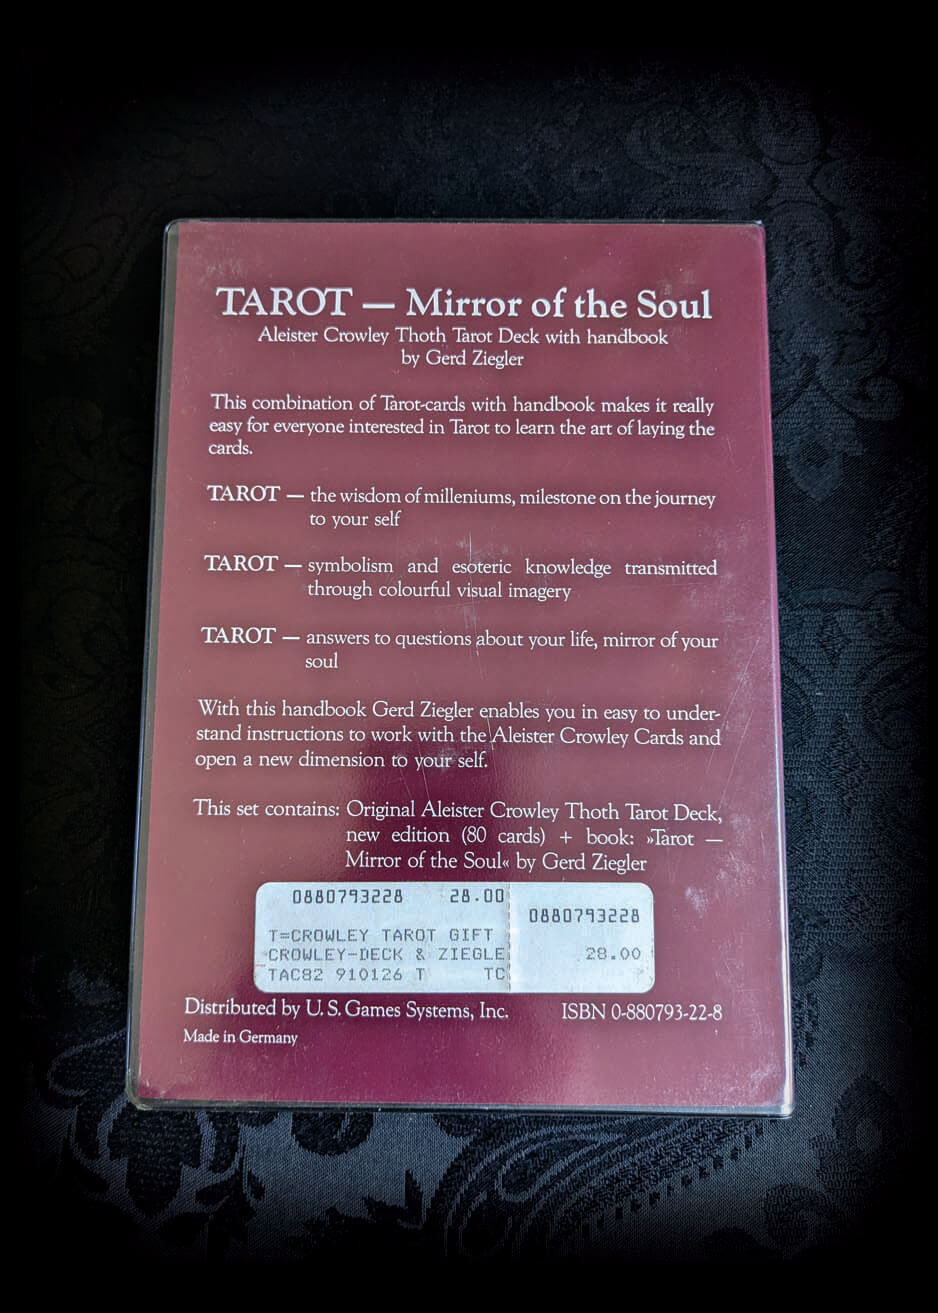 TAROT — Mirror of the Soul
Aleister Crowley Thoth Tarot Deck with handbook
by Gerd Ziegler
This combination of Tarot-cards with handbook makes it really
easy for everyone interested in Tarot to learn the art of laying the
cards.
TAROT — the wisdom of milleniums, milestone on the journey
to your self
TAROT — symbolism and esoteric knowledge transmitted
through colourful visual imagery
TAROT — answers to questions about your life, mirror of your
soul
With this handbook Gerd Ziegler enables you in easy to under-
stand instructions to work with the Aleister Crowley Cards and
open a new dimension to your self.
This set contains: Original Aleister Crowley Thoth Tarot Deck,
new edition (80 cards) + book: »Tarot —
Mirror of the Soul« by Gerd Ziegler
0880793228 28.00
T=CROWLEY TAROT GIFT
CROWLEY-DECK & ZIEGLE
TAC82 910126 T TC
0880793228
28.00
Distributed by U. S. Games Systems, Inc. ISBN 0-880793-22-8
Made in Germany